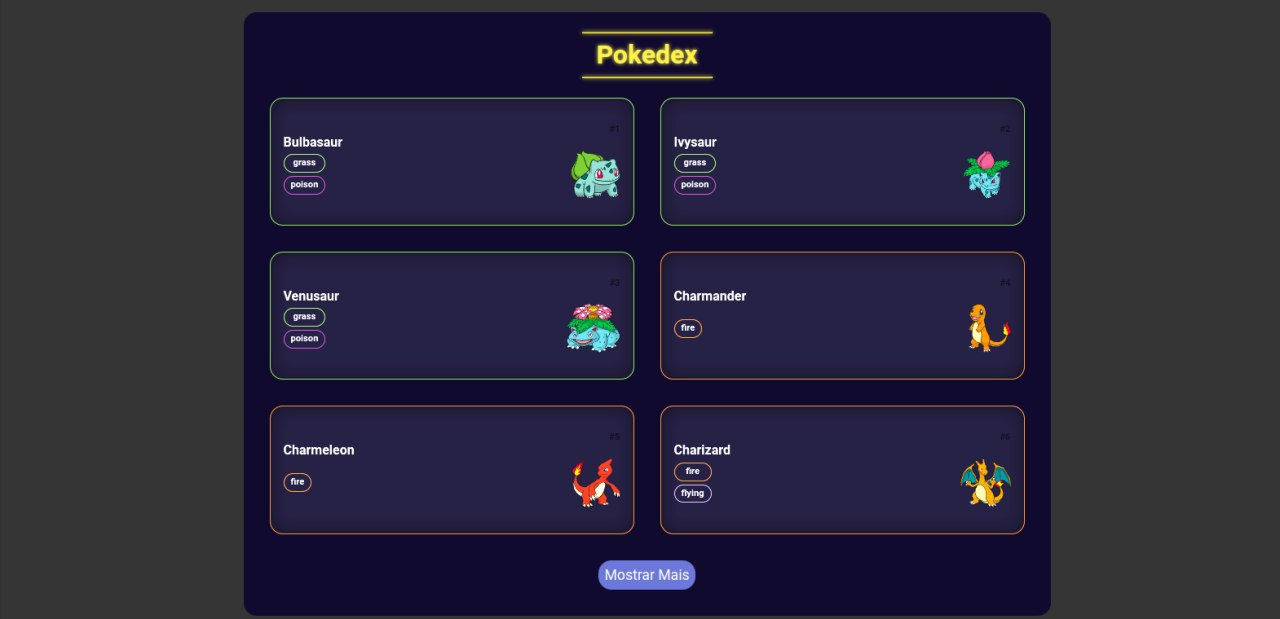 Pokedex
#1
Bulbasaur
grass
poison
#2
Ivysaur
grass
poison
#3
Venusaur
grass
poison
#4
Charmander
fire
#5
Charmeleon
fire
#6
Charizard
fire
flying
Mostrar Mais